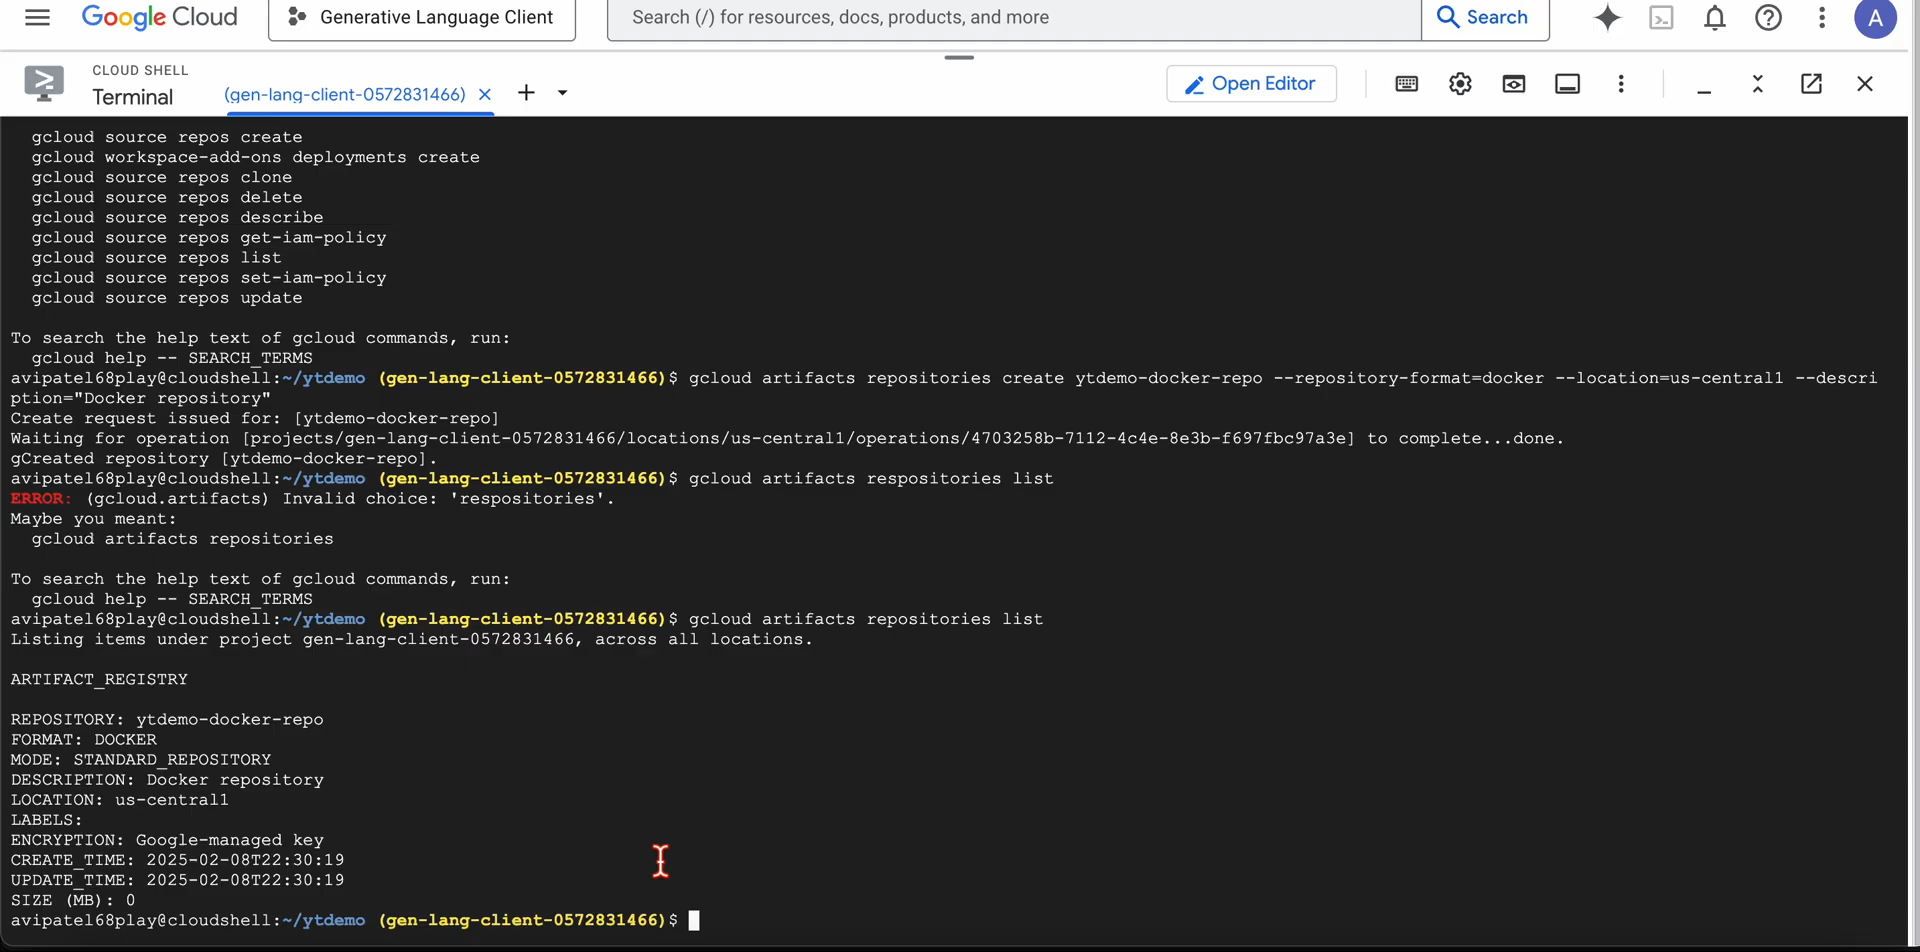 Google Cloud
Generative Language Client
Search (/) for resources, docs, products, and more
Search
A
CLOUD SHELL
Terminal
(gen-lang-client-0572831466)
Open Editor
gcloud source repos create
gcloud workspace-add-ons deployments create
gcloud source repos clone
gcloud source repos delete
gcloud source repos describe
gcloud source repos get-iam-policy
gcloud source repos list
gcloud source repos set-iam-policy
gcloud source repos update
To search the help text of gcloud commands, run:
gcloud help -- SEARCH_TERMS
avipatel68play@cloudshell:~/ytdemo (gen-lang-client-0572831466)$ gcloud artifacts repositories create ytdemo-docker-repo --repository-format=docker --location=us-central1 --descri
ption="Docker repository"
Create request issued for: [ytdemo-docker-repo]
Waiting for operation [projects/gen-lang-client-0572831466/locations/us-central1/operations/4703258b-7112-4c4e-8e3b-f697fbc97a3e] to complete...done.
gCreated repository [ytdemo-docker-repo].
avipatel68play@cloudshell:~/ytdemo (gen-lang-client-0572831466)$ gcloud artifacts respositories list
ERROR: (gcloud.artifacts) Invalid choice: 'respositories'.
Maybe you meant:
gcloud artifacts repositories
To search the help text of gcloud commands, run:
gcloud help -- SEARCH_TERMS
avipatel68play@cloudshell:~/ytdemo (gen-lang-client-0572831466)$ gcloud artifacts repositories list
Listing items under project gen-lang-client-0572831466, across all locations.
ARTIFACT_REGISTRY
REPOSITORY: ytdemo-docker-repo
FORMAT: DOCKER
MODE: STANDARD_REPOSITORY
DESCRIPTION: Docker repository
LOCATION: us-central1
LABELS:
ENCRYPTION: Google-managed key
CREATE_TIME: 2025-02-08T22:30:19
UPDATE_TIME: 2025-02-08T22:30:19
SIZE (MB): 0
avipatel68play@cloudshell:~/ytdemo (gen-lang-client-0572831466)$